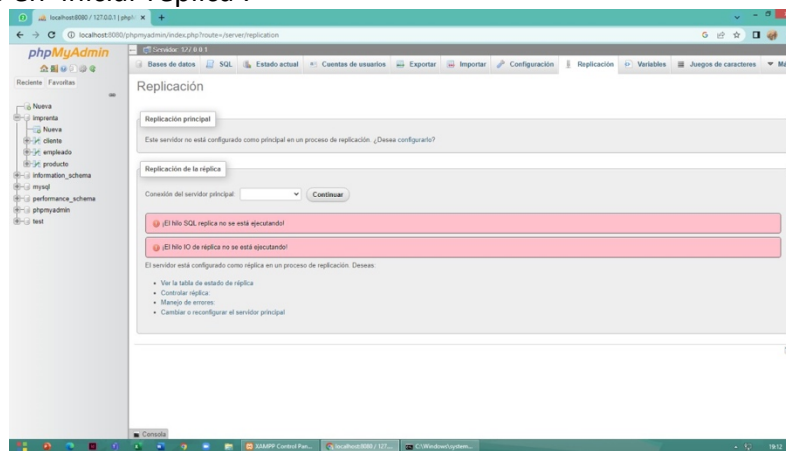 en "Iniciar réplica".
localhost:8080 / 127.0.0.1 | php
localhost:8080/phpmyadmin/index.php?route=/server/replication
phpMyAdmin
Reciente Favoritas
Nueva
imprenta
Nueva
cliente
empleado
producto
information_schema
mysql
performance_schema
phpmyadmin
test
Servidor: 127.0.0.1
Bases de datos SQL Estado actual Cuentas de usuarios Exportar Importar Configuración Replicación Variables Juegos de caracteres Má
Replicación
Replicación principal
Este servidor no está configurado como principal en un proceso de replicación. ¿Desea configurarlo?
Replicación de la réplica
Conexión del servidor principal: Continuar
¡El hilo SQL replica no se está ejecutando!
¡El hilo IO de réplica no se está ejecutando!
El servidor está configurado como réplica en un proceso de replicación. Deseas:
• Ver la tabla de estado de réplica
• Controlar réplica:
• Manejo de errores:
• Cambiar o reconfigurar el servidor principal
Consola
XAMPP Control Pan... localhost:8080 / 127.... C:\Windows\system...
19:12